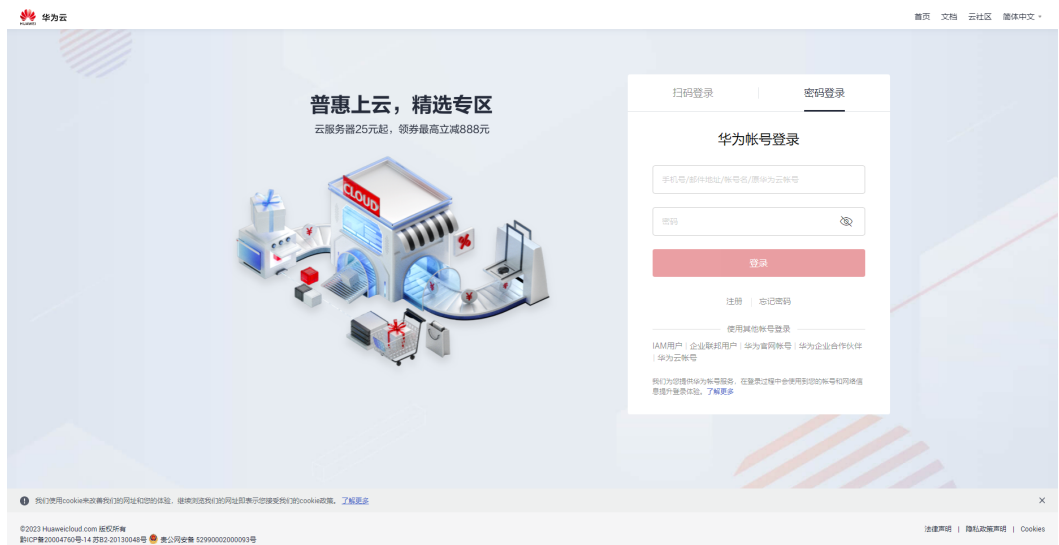 HUAWEI
华为云
首页 文档 云社区 简体中文
普惠上云，精选专区
云服务器25元起，领券最高立减888元
CLOUD
¥
%
¥
¥
扫码登录 密码登录
华为帐号登录
手机号/邮件地址/帐号名/原华为云帐号
密码
登录
注册 | 忘记密码
使用其他帐号登录
IAM用户 | 企业联邦用户 | 华为官网帐号 | 华为企业合作伙伴
| 华为云帐号
我们为您提供华为帐号服务，在登录过程中会使用到您的帐号和网络信
息提升登录体验。了解更多
我们使用cookie来改善我们的网站和您的体验，继续浏览我们的网站即表示您接受我们的cookie政策。 了解更多
©2023 Huaweicloud.com 版权所有
黔ICP备20004760号-14 苏B2-20130048号 贵公网安备 52990002000093号
法律声明 | 隐私政策声明 | Cookies